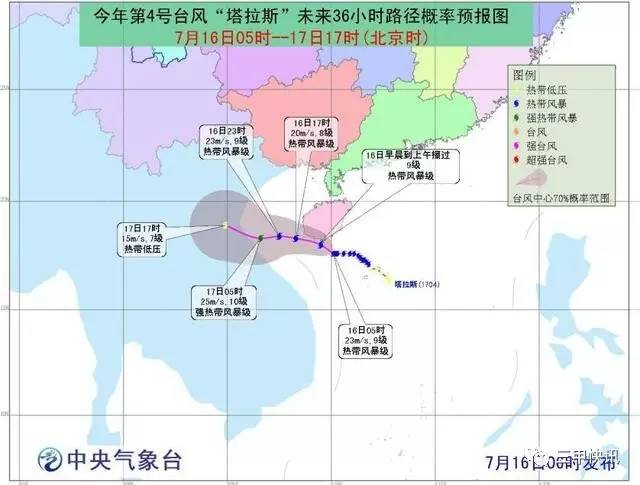 今年第4号台风“塔拉斯”未来36小时路径概率预报图
7月16日05时--17日17时(北京时)
图例
热带低压
热带风暴
强热带风暴
台风
强台风
超强台风
台风中心70%概率范围
16日23时
23m/s,9级
热带风暴级
16日17时
20m/s,8级
热带风暴级
16日早晨到上午擦过
9级
热带风暴级
17日17时
15m/s,7级
热带低压
17日05时
25m/s,10级
强热带风暴级
16日05时
23m/s,9级
热带风暴级
塔拉斯(1704)
中央气象台
7月16日06时发布
三甲快讯